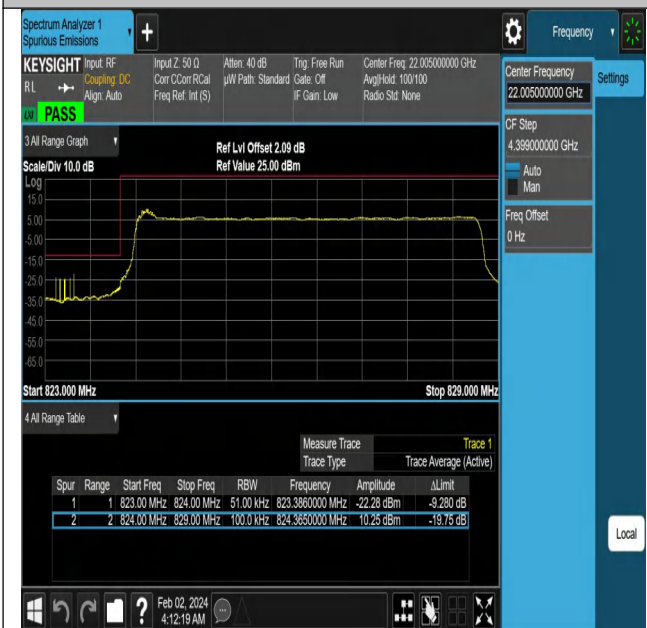 Spectrum Analyzer 1
Spurious Emissions
Frequency
KEYSIGHT
RL
PASS
Input: RF
Coupling: DC
Align: Auto
Input Z: 50 Ω
Corr CCorr RCal
Freq Ref: Int (S)
Atten: 40 dB
µW Path: Standard
Trig: Free Run
Gate: Off
IF Gain: Low
Center Freq: 22.005000000 GHz
Avg|Hold: 100/100
Radio Std: None
Center Frequency
22.005000000 GHz
Settings
CF Step
4.399000000 GHz
Auto
Man
Freq Offset
0 Hz
3 All Range Graph
Scale/Div 10.0 dB
Ref Lvl Offset 2.09 dB
Ref Value 25.00 dBm
Log
15.0
5.00
-5.00
-15.0
-25.0
-35.0
-45.0
-55.0
-65.0
Start 823.000 MHz
Stop 829.000 MHz
4 All Range Table
Measure Trace Trace 1
Trace Type Trace Average (Active)
Spur Range Start Freq Stop Freq RBW Frequency Amplitude ΔLimit
1 1 823.00 MHz 824.00 MHz 51.00 kHz 823.3860000 MHz -22.28 dBm -9.280 dB
2 2 824.00 MHz 829.00 MHz 100.0 kHz 824.3650000 MHz 10.25 dBm -19.75 dB
Local
Feb 02, 2024
4:12:19 AM